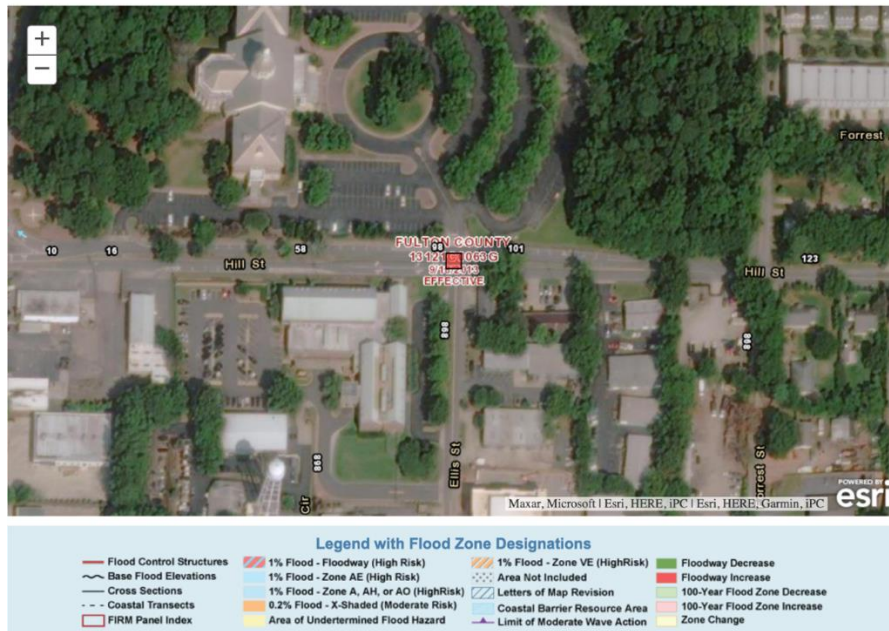 +
−
Forrest
10
16
58
98
101
FULTON COUNTY
EFFECTIVE
Hill St
Hill St
123
898
898
868
Ellis St
Ctr
Maxar, Microsoft | Esri, HERE, iPC | Esri, HERE, Garmin, iPC
POWERED BY
esri
Legend with Flood Zone Designations
Flood Control Structures
Base Flood Elevations
Cross Sections
Coastal Transects
FIRM Panel Index
1% Flood - Floodway (High Risk)
1% Flood - Zone AE (High Risk)
1% Flood - Zone A, AH, or AO (HighRisk)
0.2% Flood - X-Shaded (Moderate Risk)
Area of Undertermined Flood Hazard
1% Flood - Zone VE (HighRisk)
Area Not Included
Letters of Map Revision
Coastal Barrier Resource Area
Limit of Moderate Wave Action
Floodway Decrease
Floodway Increase
100-Year Flood Zone Decrease
100-Year Flood Zone Increase
Zone Change